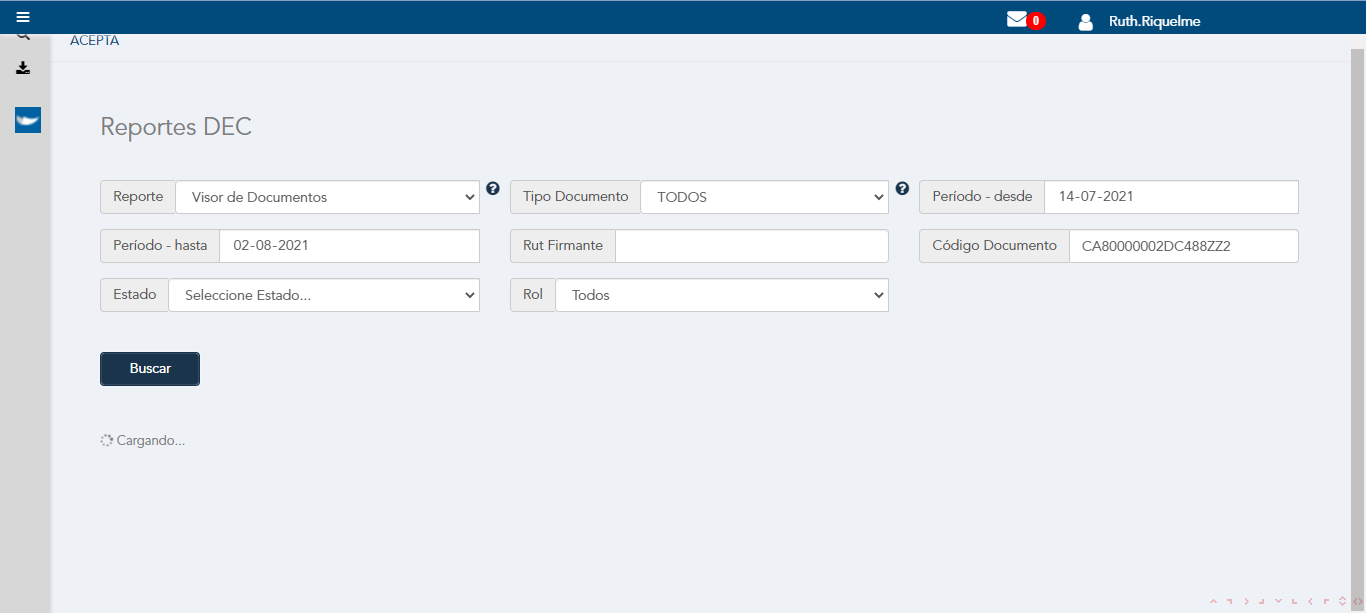 0
Ruth.Riquelme
ACEPTA
Reportes DEC
Reporte Visor de Documentos ? Tipo Documento TODOS ? Período - desde 14-07-2021
Período - hasta 02-08-2021 Rut Firmante Código Documento CA80000002DC488ZZ2
Estado Seleccione Estado... Rol Todos
Buscar
Cargando...